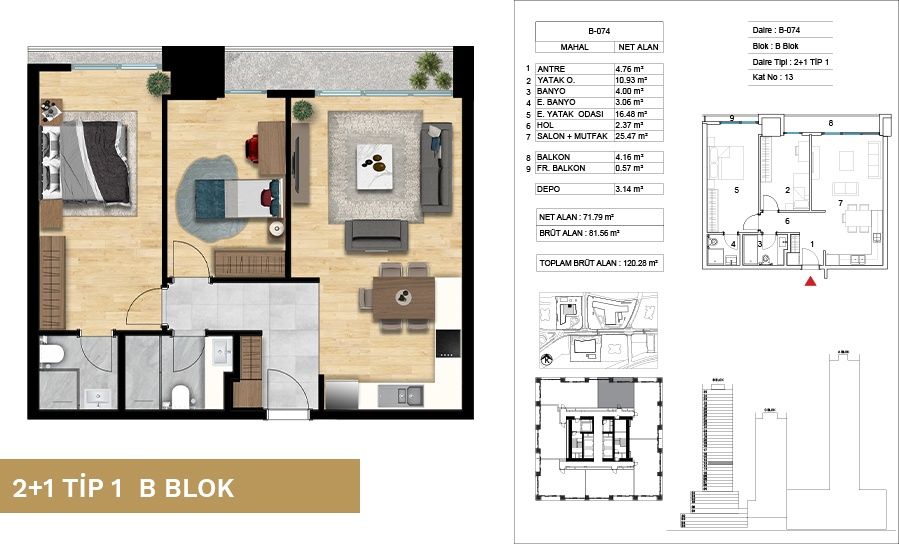 2+1 TİP 1 B BLOK
B-074
MAHAL NET ALAN
1 ANTRE 4.76 m²
2 YATAK O. 10.93 m²
3 BANYO 4.00 m²
4 E. BANYO 3.06 m²
5 E. YATAK ODASI 16.48 m²
6 HOL 2.37 m²
7 SALON + MUTFAK 25.47 m²
8 BALKON 4.16 m²
9 FR. BALKON 0.57 m²
DEPO 3.14 m²
NET ALAN : 71.79 m²
BRÜT ALAN : 81.56 m²
TOPLAM BRÜT ALAN : 120.28 m²
Daire : B-074
Blok : B Blok
Daire Tipi : 2+1 TİP 1
Kat No : 13
9
8
5
2
7
6
4
3
1
A BLOK
B BLOK
C BLOK